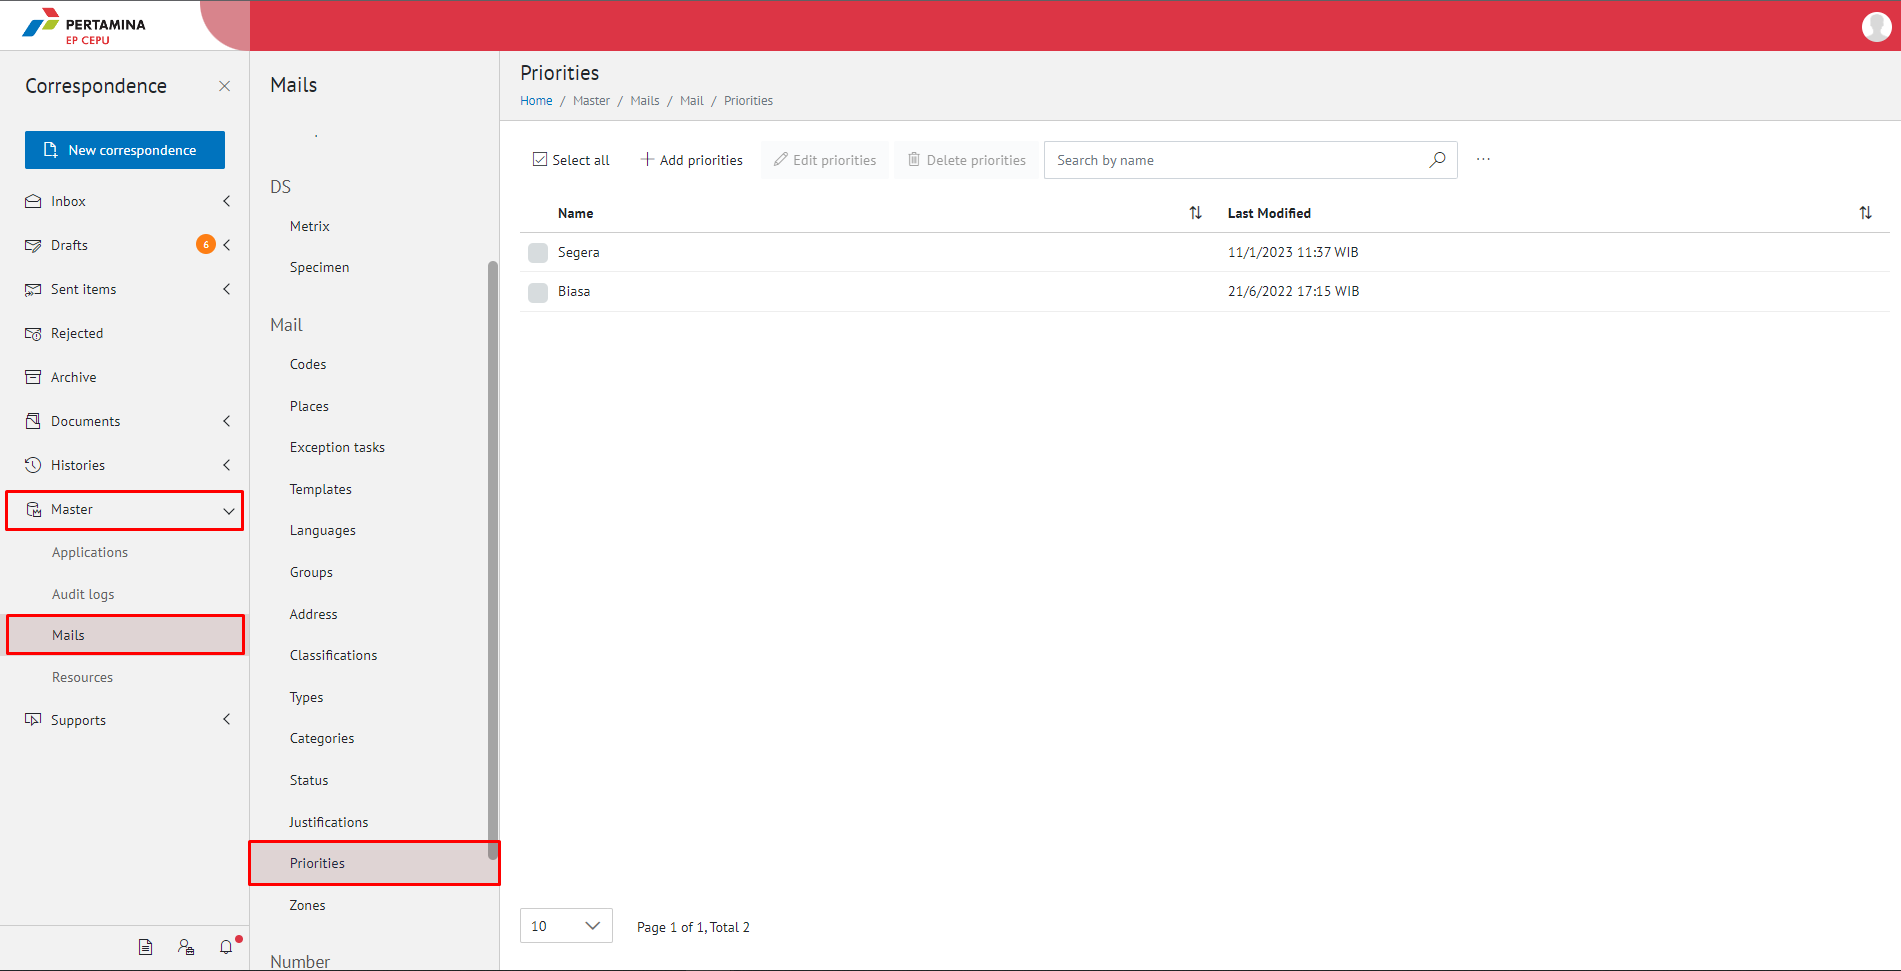 PERTAMINA
EP CEPU
Correspondence
New correspondence
Inbox
Drafts 6
Sent items
Rejected
Archive
Documents
Histories
Master
Applications
Audit logs
Mails
Resources
Supports
Mails
DS
Metrix
Specimen
Mail
Codes
Places
Exception tasks
Templates
Languages
Groups
Address
Classifications
Types
Categories
Status
Justifications
Priorities
Zones
Number
Priorities
Home / Master / Mails / Mail / Priorities
Select all Add priorities Edit priorities Delete priorities Search by name ...
Name Last Modified
Segera 11/1/2023 11:37 WIB
Biasa 21/6/2022 17:15 WIB
10 Page 1 of 1, Total 2